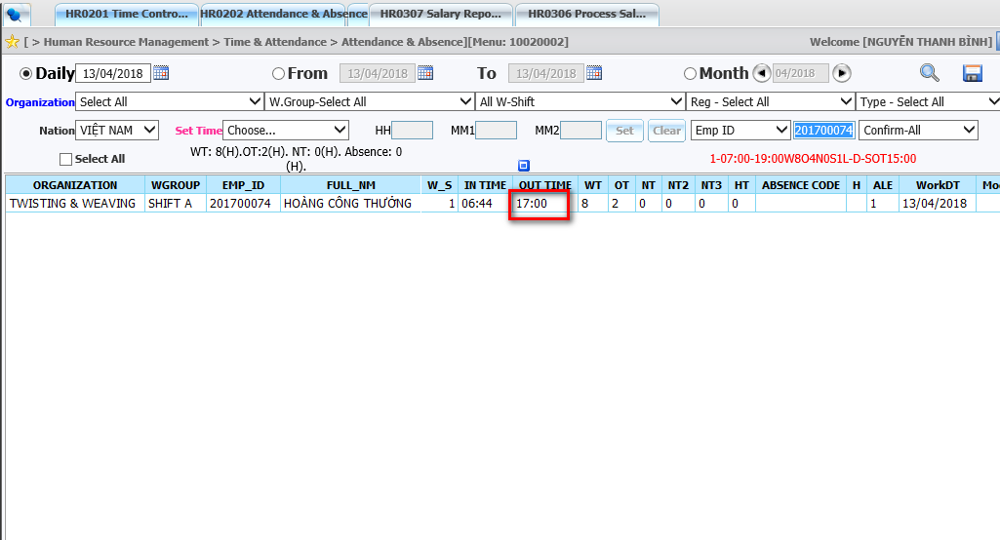 HR0201 Time Contro... HR0202 Attendance & Absence HR0307 Salary Repo... HR0306 Process Sal...
[ > Human Resource Management > Time & Attendance > Attendance & Absence][Menu: 10020002] Welcome [NGUYỄN THANH BÌNH]
Daily 13/04/2018 From 13/04/2018 To 13/04/2018 Month 04/2018
Organization Select All W.Group-Select All All W-Shift Reg - Select All Type - Select All
Nation VIỆT NAM Set Time Choose... HH MM1 MM2 Set Clear Emp ID 201700074 Confirm-All
Select All WT: 8(H).OT:2(H). NT: 0(H). Absence: 0 1-07:00-19:00W8O4N0S1L-D-SOT15:00
(H).
ORGANIZATION WGROUP EMP_ID FULL_NM W_S IN TIME OUT TIME WT OT NT NT2 NT3 HT ABSENCE CODE H ALE WorkDT Mo
TWISTING & WEAVING SHIFT A 201700074 HOÀNG CÔNG THƯỞNG 1 06:44 17:00 8 2 0 0 0 0 1 13/04/2018